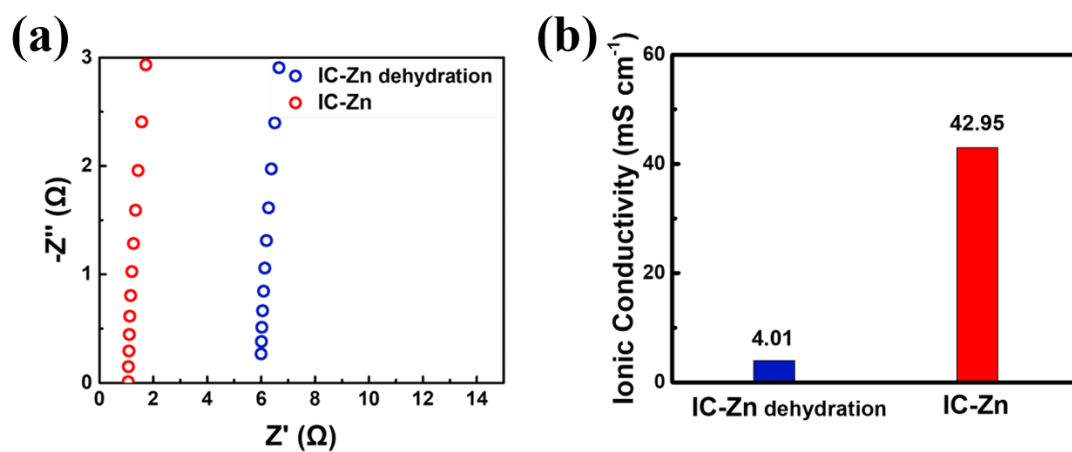 (a)
3
2
1
0
-Z'' (Ω)
IC-Zn dehydration
IC-Zn
0 2 4 6 8 10 12 14
Z' (Ω)
(b)
60
40
20
0
Ionic Conductivity (mS cm⁻¹)
42.95
4.01
IC-Zn dehydration IC-Zn